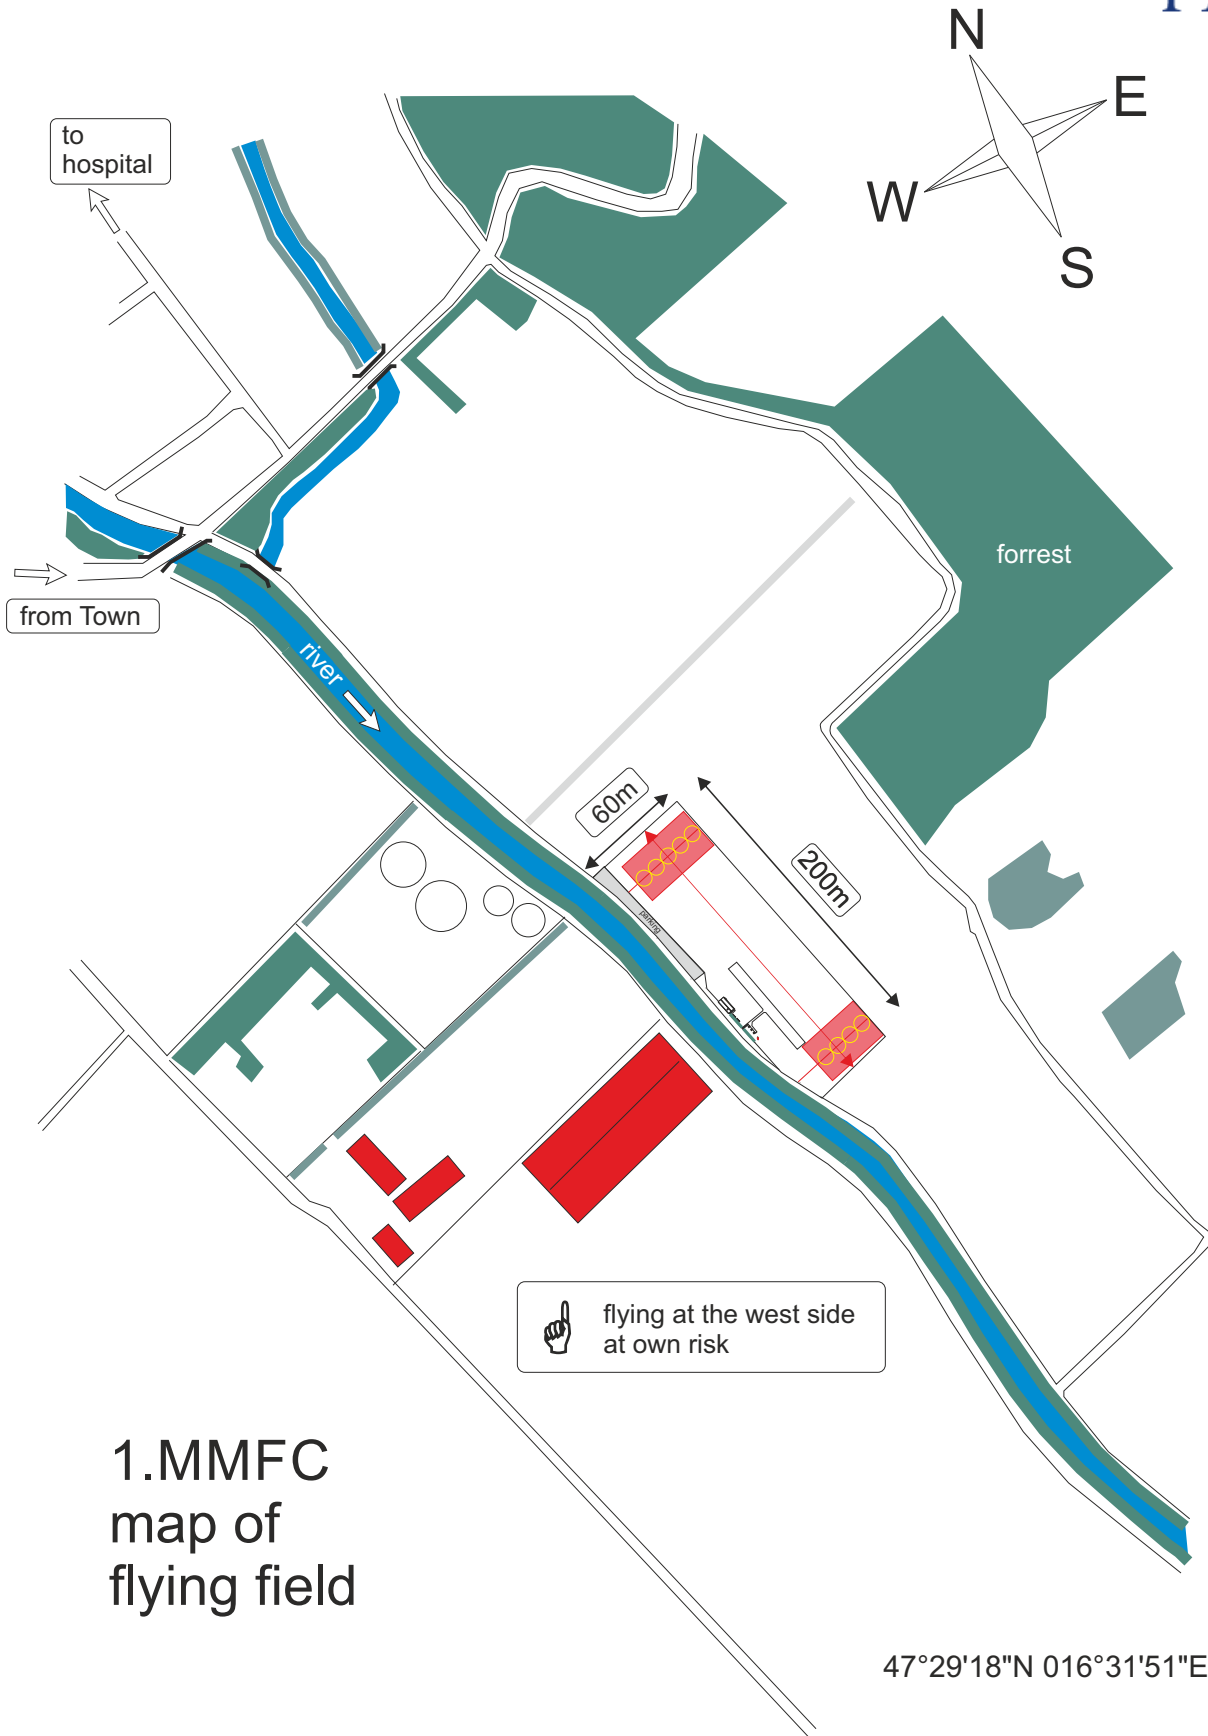 N
E
W
S
to
hospital
forrest
from Town
river
60m
200m
parking
flying at the west side
at own risk
1.MMFC
map of
flying field
47°29'18"N 016°31'51"E